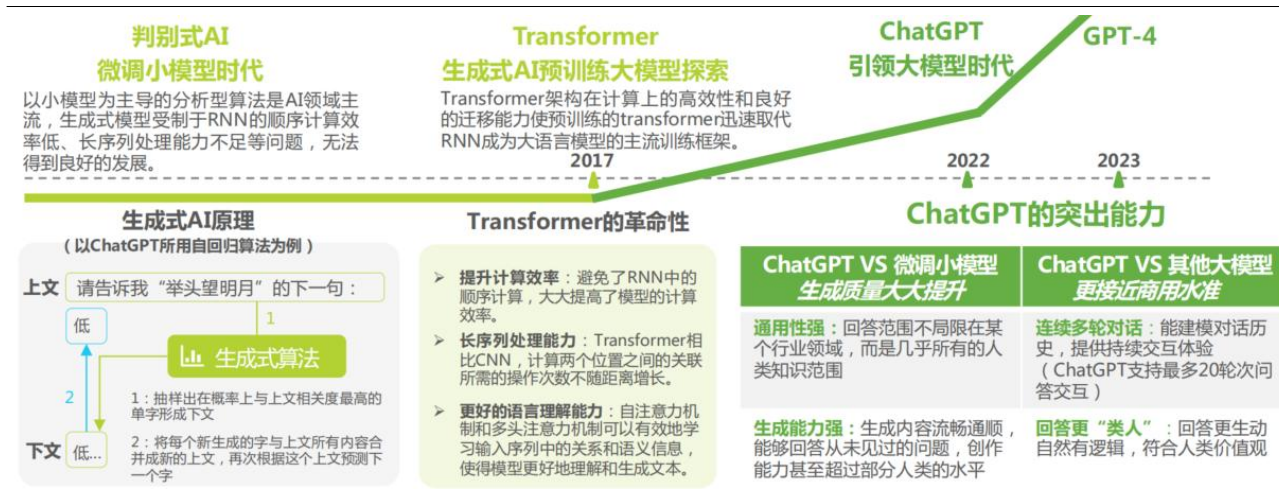 判别式AI
微调小模型时代
以小模型为主导的分析型算法是AI领域主
流，生成式模型受制于RNN的顺序计算效
率低、长序列处理能力不足等问题，无法
得到良好的发展。
Transformer
生成式AI预训练大模型探索
Transformer架构在计算上的高效性和良好
的迁移能力使预训练的transformer迅速取代
RNN成为大语言模型的主流训练框架。
ChatGPT
引领大模型时代
GPT-4
2017
2022
2023
生成式AI原理
（以ChatGPT所用自回归算法为例）
上文
请告诉我“举头望明月”的下一句：
低
1
生成式算法
2
1：抽样出在概率上与上文相关度最高的
单字形成下文
下文
低...
2：将每个新生成的字与上文所有内容合
并成新的上文，再次根据这个上文预测下
一个字
Transformer的革命性
➢ 提升计算效率：避免了RNN中的
顺序计算，大大提高了模型的计算
效率。
➢ 长序列处理能力：Transformer相
比CNN，计算两个位置之间的关联
所需的操作次数不随距离增长。
➢ 更好的语言理解能力：自注意力机
制和多头注意力机制可以有效地学
习输入序列中的关系和语义信息，
使得模型更好地理解和生成文本。
ChatGPT的突出能力
ChatGPT VS 微调小模型
生成质量大大提升
ChatGPT VS 其他大模型
更接近商用水准
通用性强：回答范围不局限在某
个行业领域，而是几乎所有的人
类知识范围
连续多轮对话：能建模对话历
史，提供持续交互体验
（ChatGPT支持最多20轮次问
答交互）
生成能力强：生成内容流畅通顺，
能够回答从未见过的问题，创作
能力甚至超过部分人类的水平
回答更“类人”：回答更生动
自然有逻辑，符合人类价值观